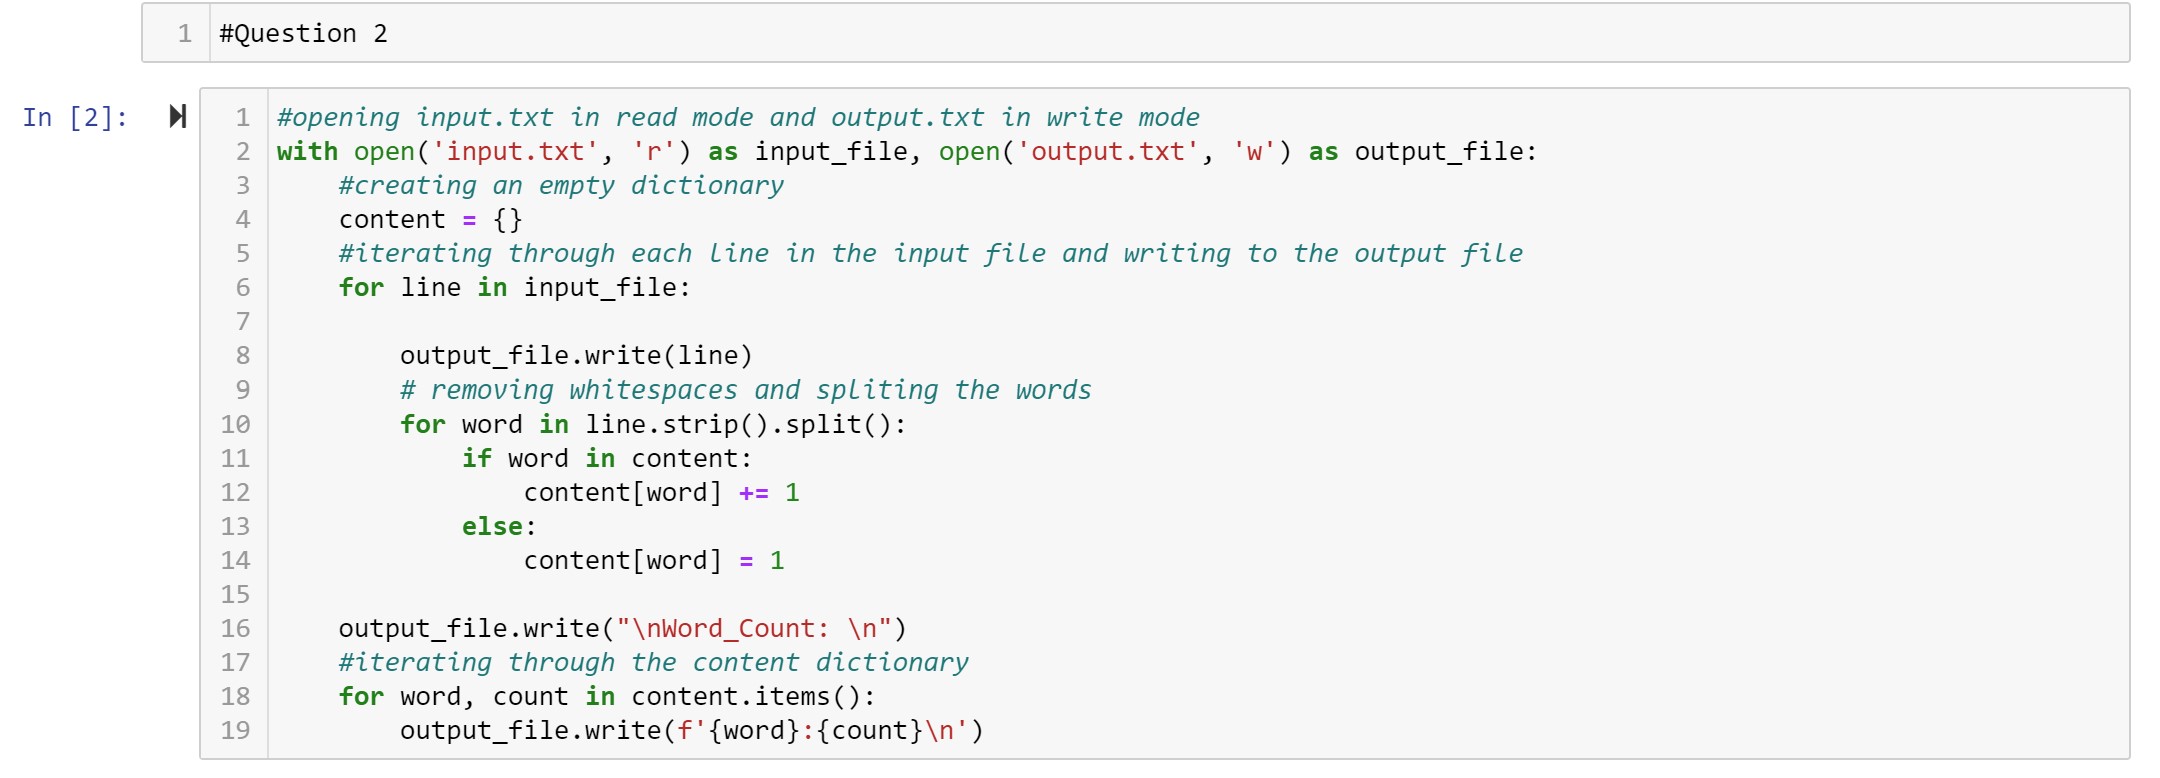 1 #Question 2
In [2]:
1 #opening input.txt in read mode and output.txt in write mode
2 with open('input.txt', 'r') as input_file, open('output.txt', 'w') as output_file:
3     #creating an empty dictionary
4     content = {}
5     #iterating through each line in the input file and writing to the output file
6     for line in input_file:
7
8         output_file.write(line)
9         # removing whitespaces and spliting the words
10         for word in line.strip().split():
11             if word in content:
12                 content[word] += 1
13             else:
14                 content[word] = 1
15
16     output_file.write("\nWord_Count: \n")
17     #iterating through the content dictionary
18     for word, count in content.items():
19         output_file.write(f'{word}:{count}\n')